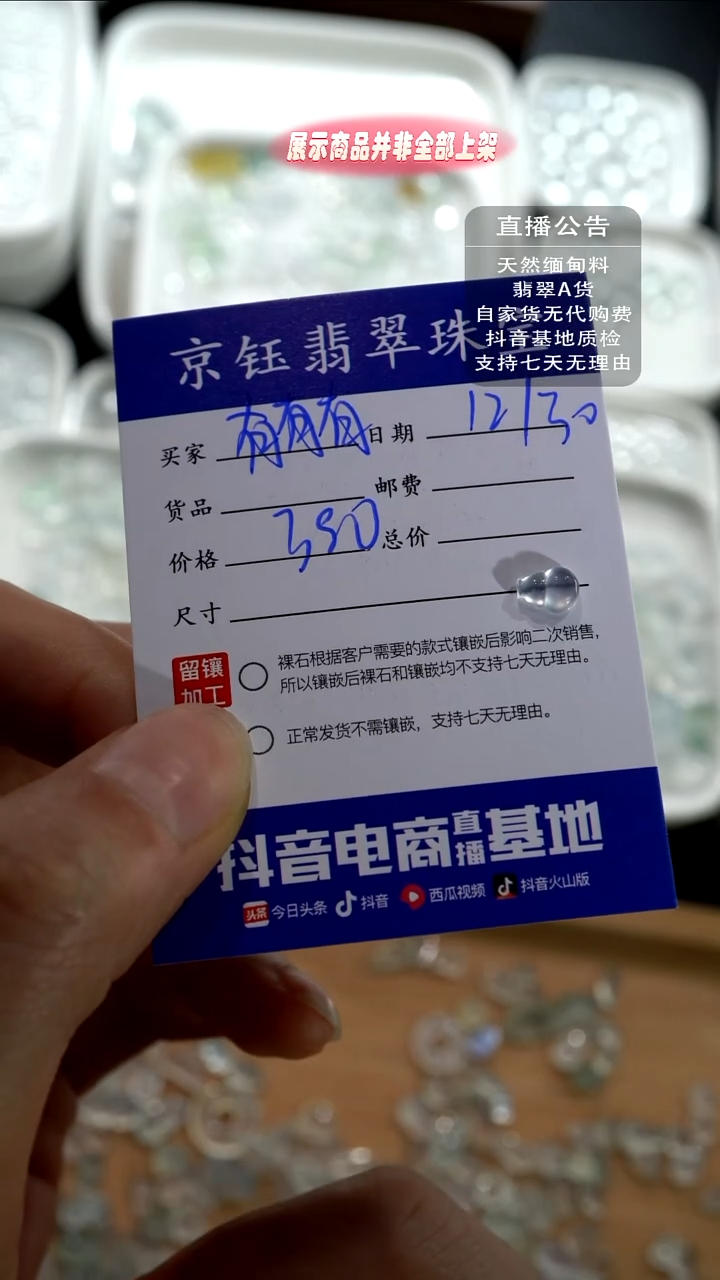 展示商品并非全部上架
直播公告
天然缅甸料
翡翠A货
自家货无代购费
抖音基地质检
支持七天无理由
京钰翡翠珠
买家 有有有 日期 12/30
货品 邮费
价格 390 总价
尺寸
留镶
加工
裸石根据客户需要的款式镶嵌后影响二次销售,
所以镶嵌后裸石和镶嵌均不支持七天无理由。
正常发货不需镶嵌，支持七天无理由。
抖音电商直播基地
头条 今日头条 抖音 西瓜视频 抖音火山版